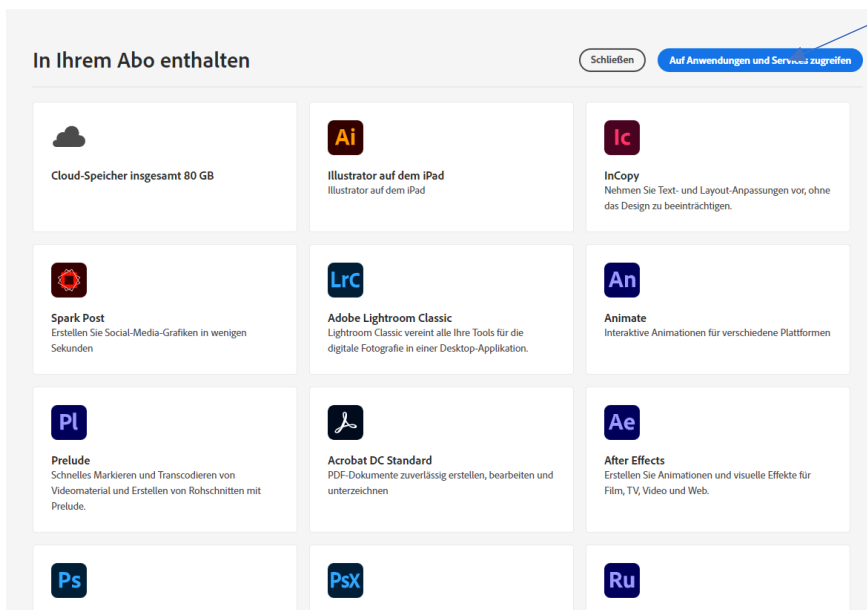 In Ihrem Abo enthalten
Schließen
Auf Anwendungen und Services zugreifen
Cloud-Speicher insgesamt 80 GB
Ai
Illustrator auf dem iPad
Illustrator auf dem iPad
Ic
InCopy
Nehmen Sie Text- und Layout-Anpassungen vor, ohne
das Design zu beeinträchtigen.
Spark Post
Erstellen Sie Social-Media-Grafiken in wenigen
Sekunden
LrC
Adobe Lightroom Classic
Lightroom Classic vereint alle Ihre Tools für die
digitale Fotografie in einer Desktop-Applikation.
An
Animate
Interaktive Animationen für verschiedene Plattformen
Pl
Prelude
Schnelles Markieren und Transcodieren von
Videomaterial und Erstellen von Rohschnitten mit
Prelude.
Acrobat DC Standard
PDF-Dokumente zuverlässig erstellen, bearbeiten und
unterzeichnen
Ae
After Effects
Erstellen Sie Animationen und visuelle Effekte für
Film, TV, Video und Web.
Ps
PsX
Ru